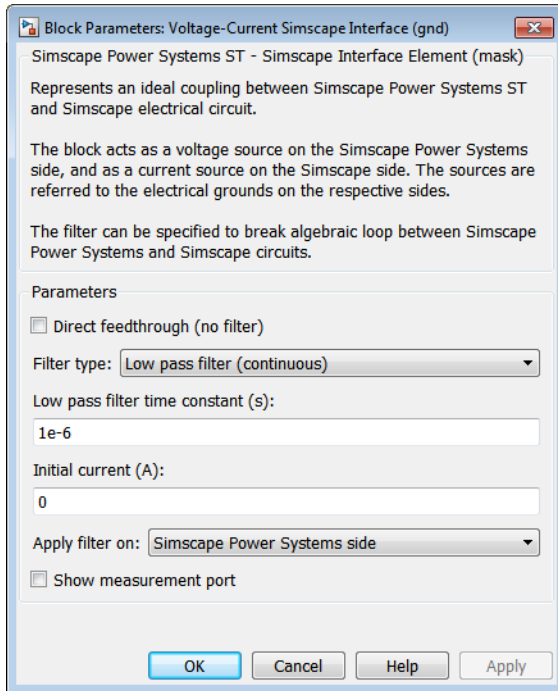 Block Parameters: Voltage-Current Simscape Interface (gnd)
Simscape Power Systems ST - Simscape Interface Element (mask)
Represents an ideal coupling between Simscape Power Systems ST
and Simscape electrical circuit.
The block acts as a voltage source on the Simscape Power Systems
side, and as a current source on the Simscape side. The sources are
referred to the electrical grounds on the respective sides.
The filter can be specified to break algebraic loop between Simscape
Power Systems and Simscape circuits.
Parameters
Direct feedthrough (no filter)
Filter type: Low pass filter (continuous)
Low pass filter time constant (s):
1e-6
Initial current (A):
0
Apply filter on: Simscape Power Systems side
Show measurement port
OK Cancel Help Apply